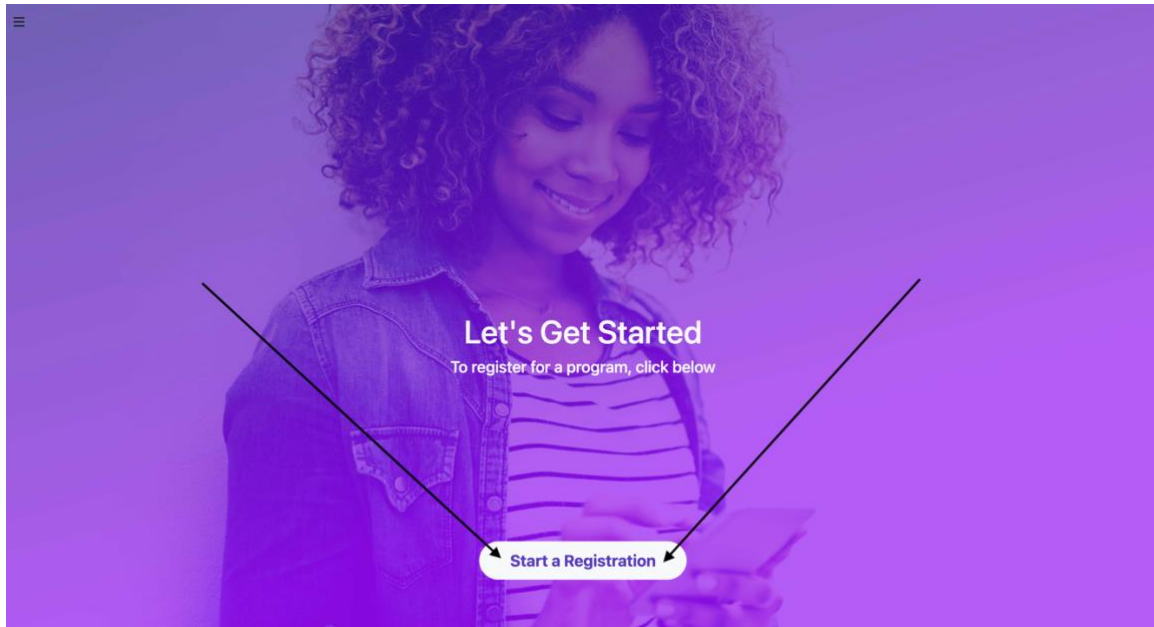 Let's Get Started
To register for a program, click below
Start a Registration